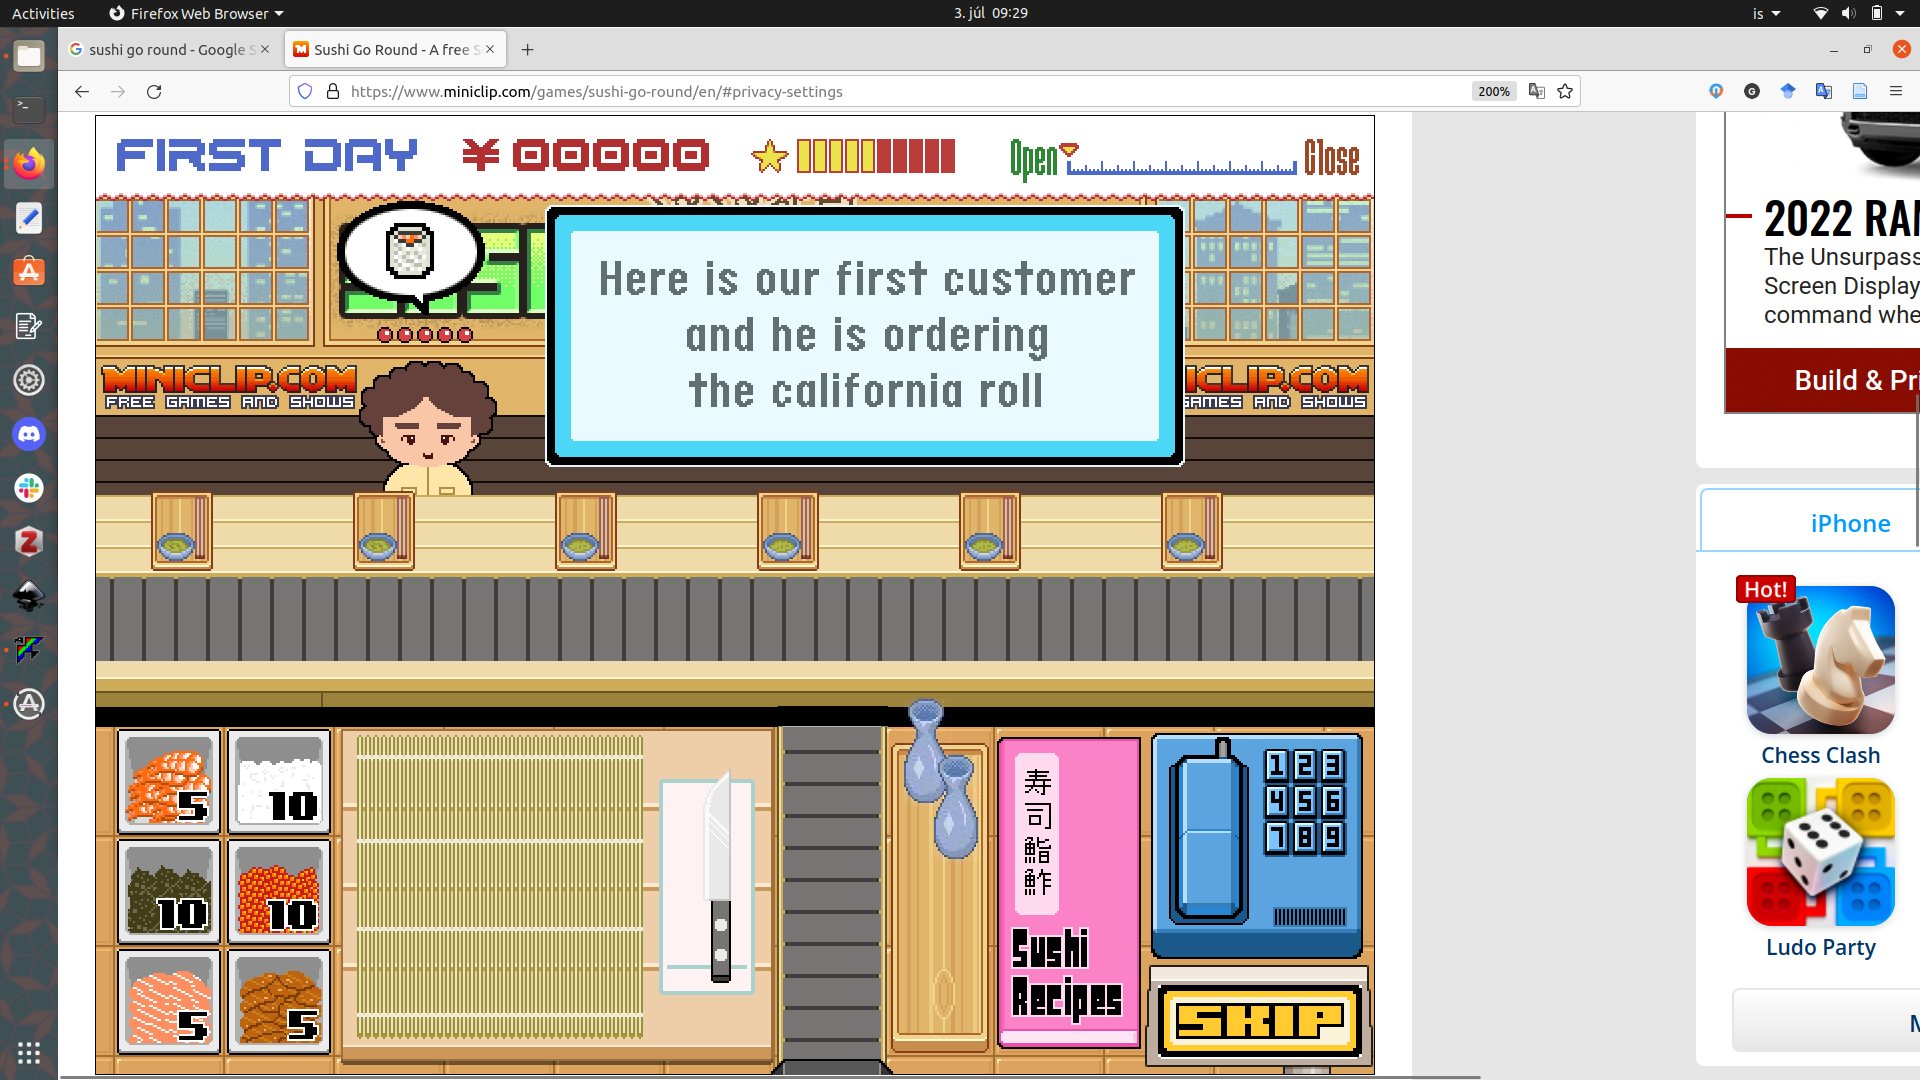 Activities
Firefox Web Browser
3. júl 09:29
is
sushi go round - Google S
Sushi Go Round - A free S
https://www.miniclip.com/games/sushi-go-round/en/#privacy-settings
200%
FIRST DAY
¥ 00000
Open
Close
Here is our first customer
and he is ordering
the california roll
MINICLIP.COM
FREE GAMES AND SHOWS
ICLIP.COM
GAMES AND SHOWS
5
10
10
10
5
5
寿
司
鮨
鮓
Sushi
Recipes
1 2 3
4 5 6
7 8 9
SKIP
2022 RA
The Unsurpass
Screen Display
command whe
Build & Pri
iPhone
Hot!
Chess Clash
Ludo Party